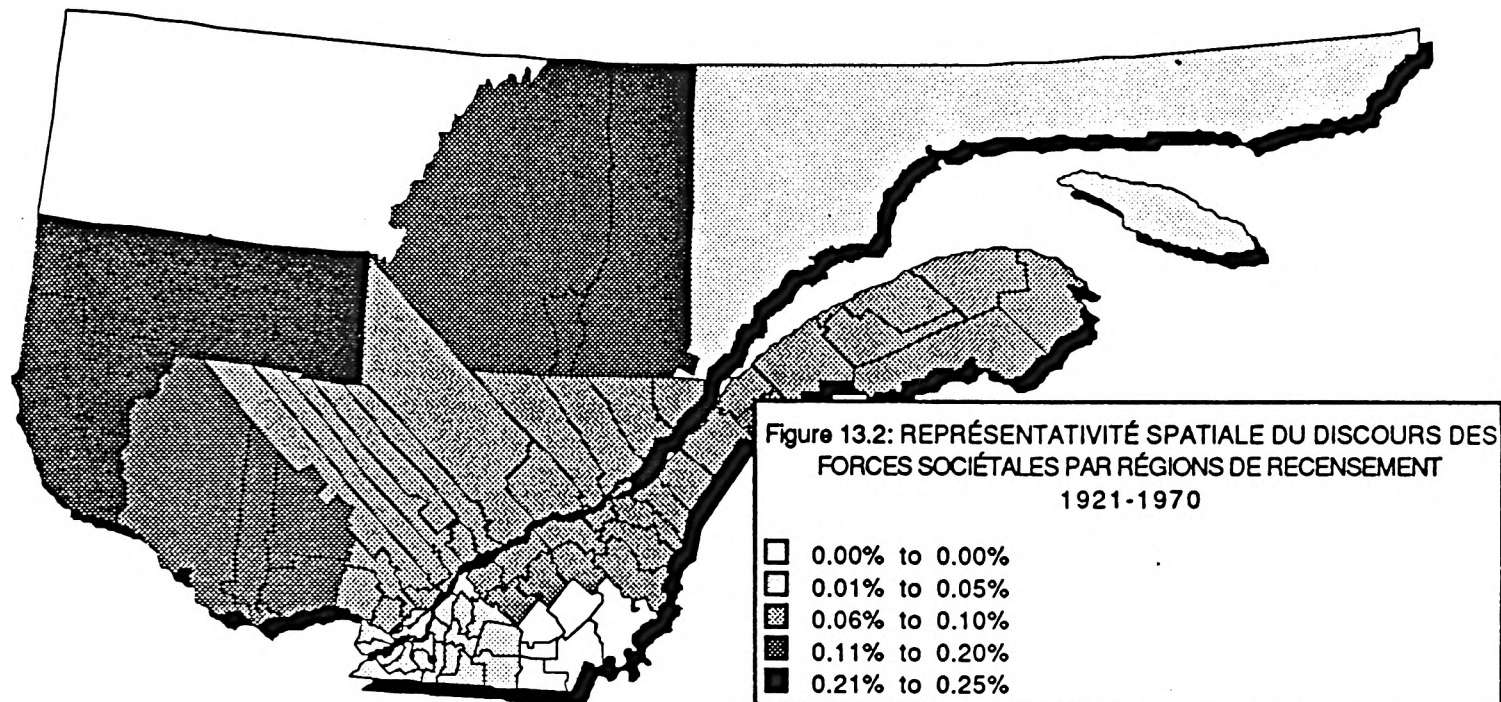 Figure 13.2: REPRÉSENTATIVITÉ SPATIALE DU DISCOURS DES
FORCES SOCIÉTALES PAR RÉGIONS DE RECENSEMENT
1921-1970
0.00% to 0.00%
0.01% to 0.05%
0.06% to 0.10%
0.11% to 0.20%
0.21% to 0.25%